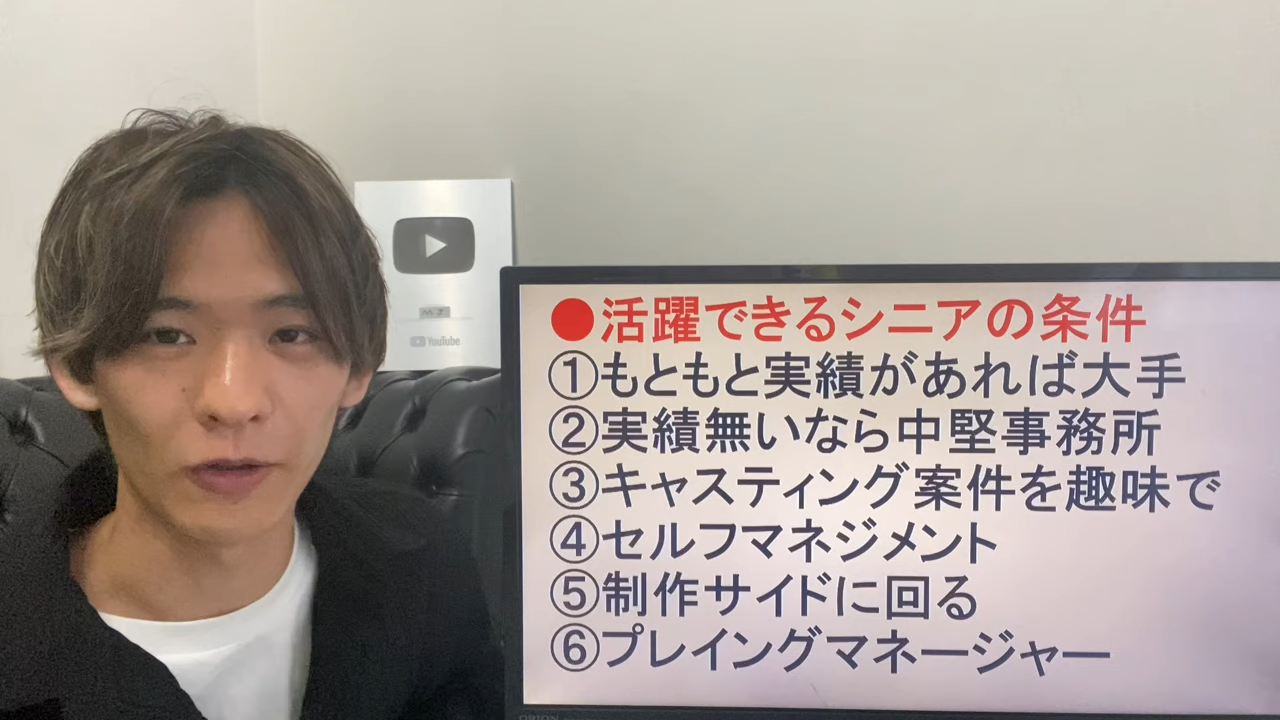 YouTube
●活躍できるシニアの条件
①もともと実績があれば大手
②実績無いなら中堅事務所
③キャスティング案件を趣味で
④セルフマネジメント
⑤制作サイドに回る
⑥プレイングマネージャー
ORION